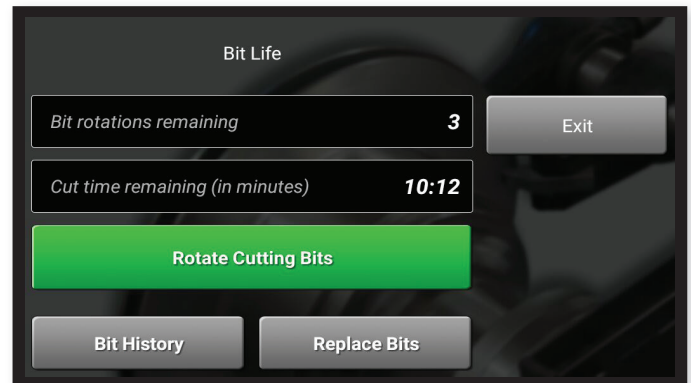 Bit Life
Bit rotations remaining 3
Exit
Cut time remaining (in minutes) 10:12
Rotate Cutting Bits
Bit History
Replace Bits